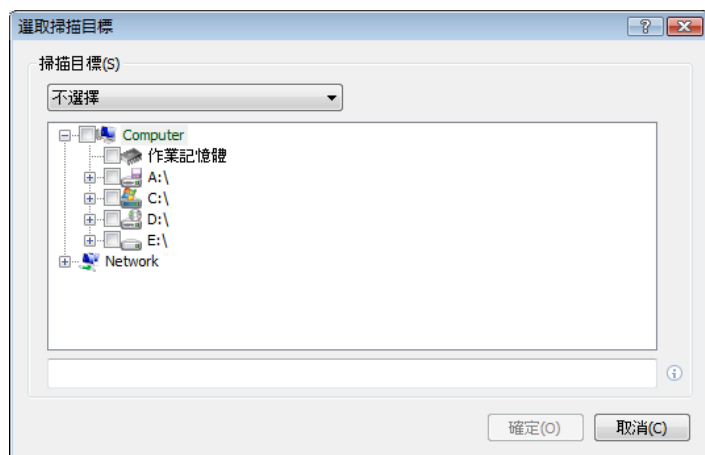 選取掃描目標
掃描目標(S)
不選擇
Computer
作業記憶體
A:\
C:\
D:\
E:\
Network
確定(O)
取消(C)